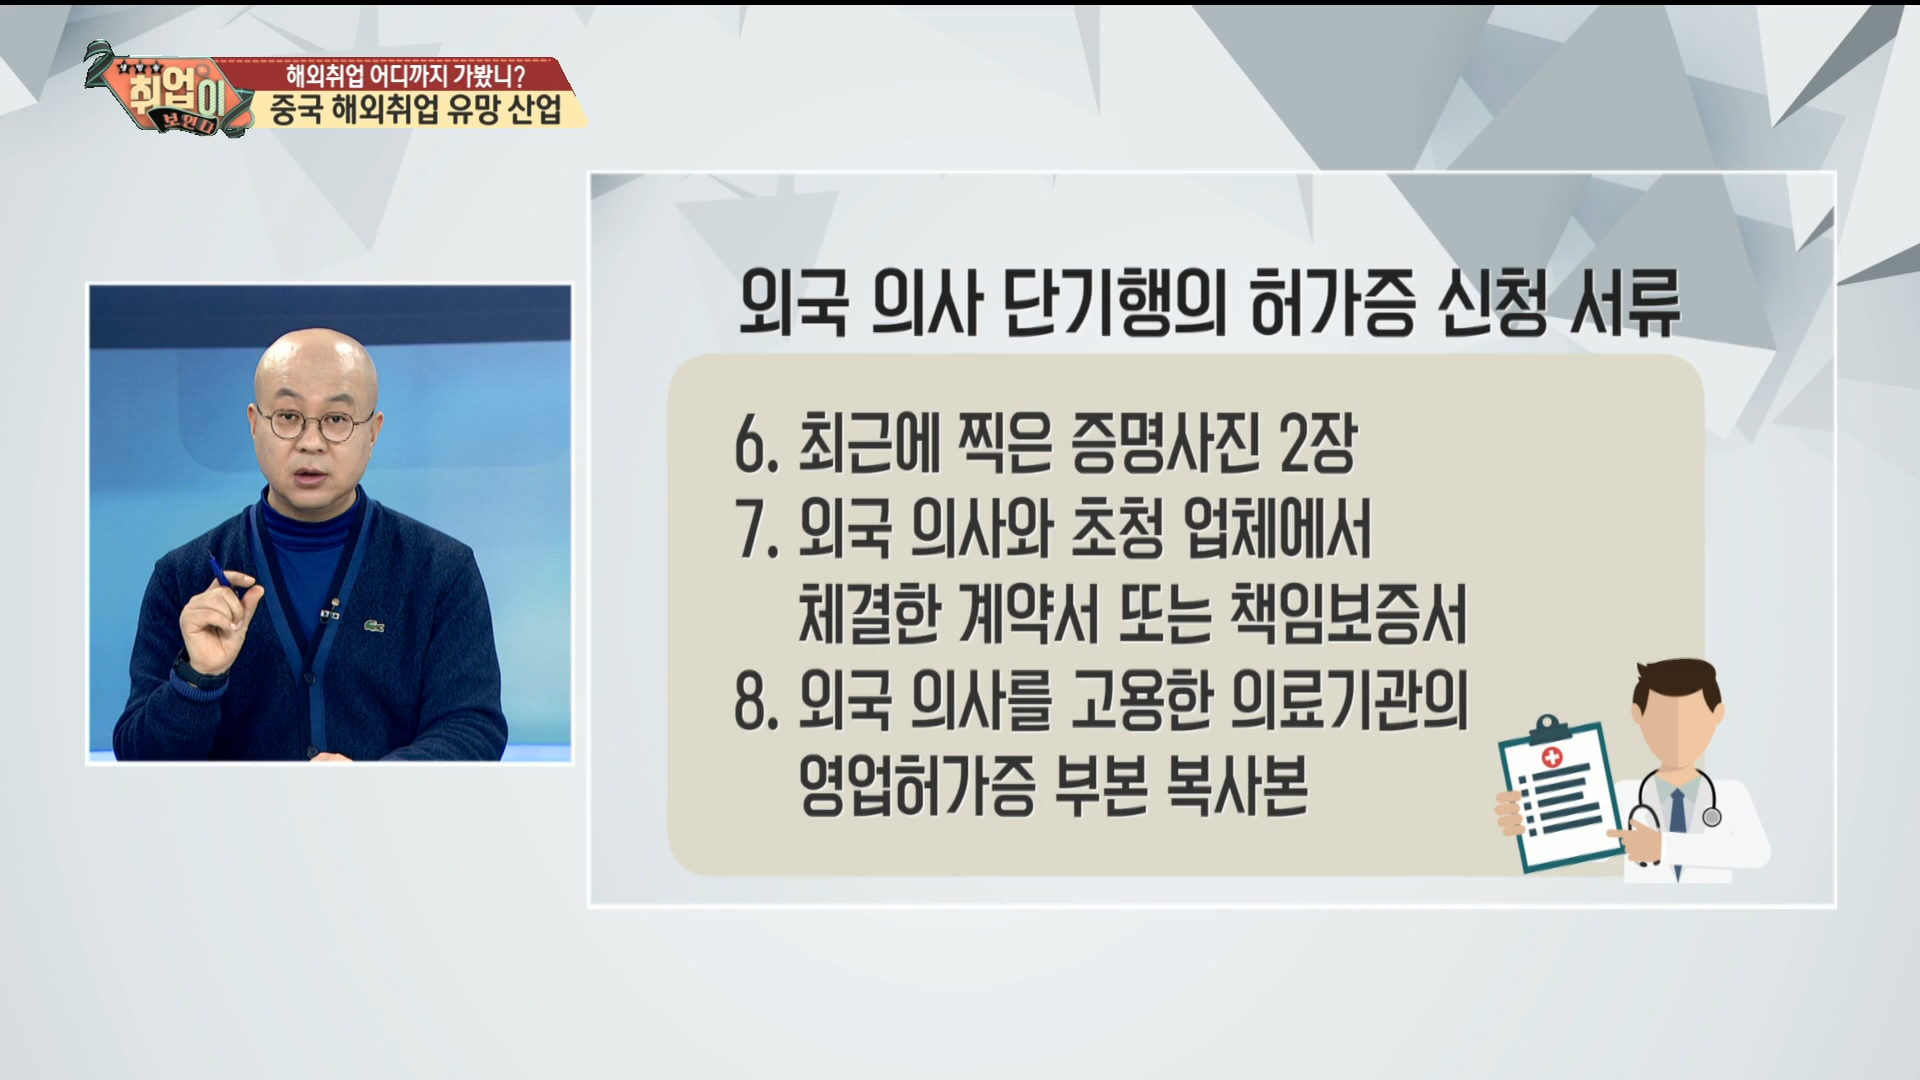 취업이
보인다
해외취업 어디까지 가봤니?
중국 해외취업 유망 산업
외국 의사 단기행의 허가증 신청 서류
6. 최근에 찍은 증명사진 2장
7. 외국 의사와 초청 업체에서
체결한 계약서 또는 책임보증서
8. 외국 의사를 고용한 의료기관의
영업허가증 부본 복사본